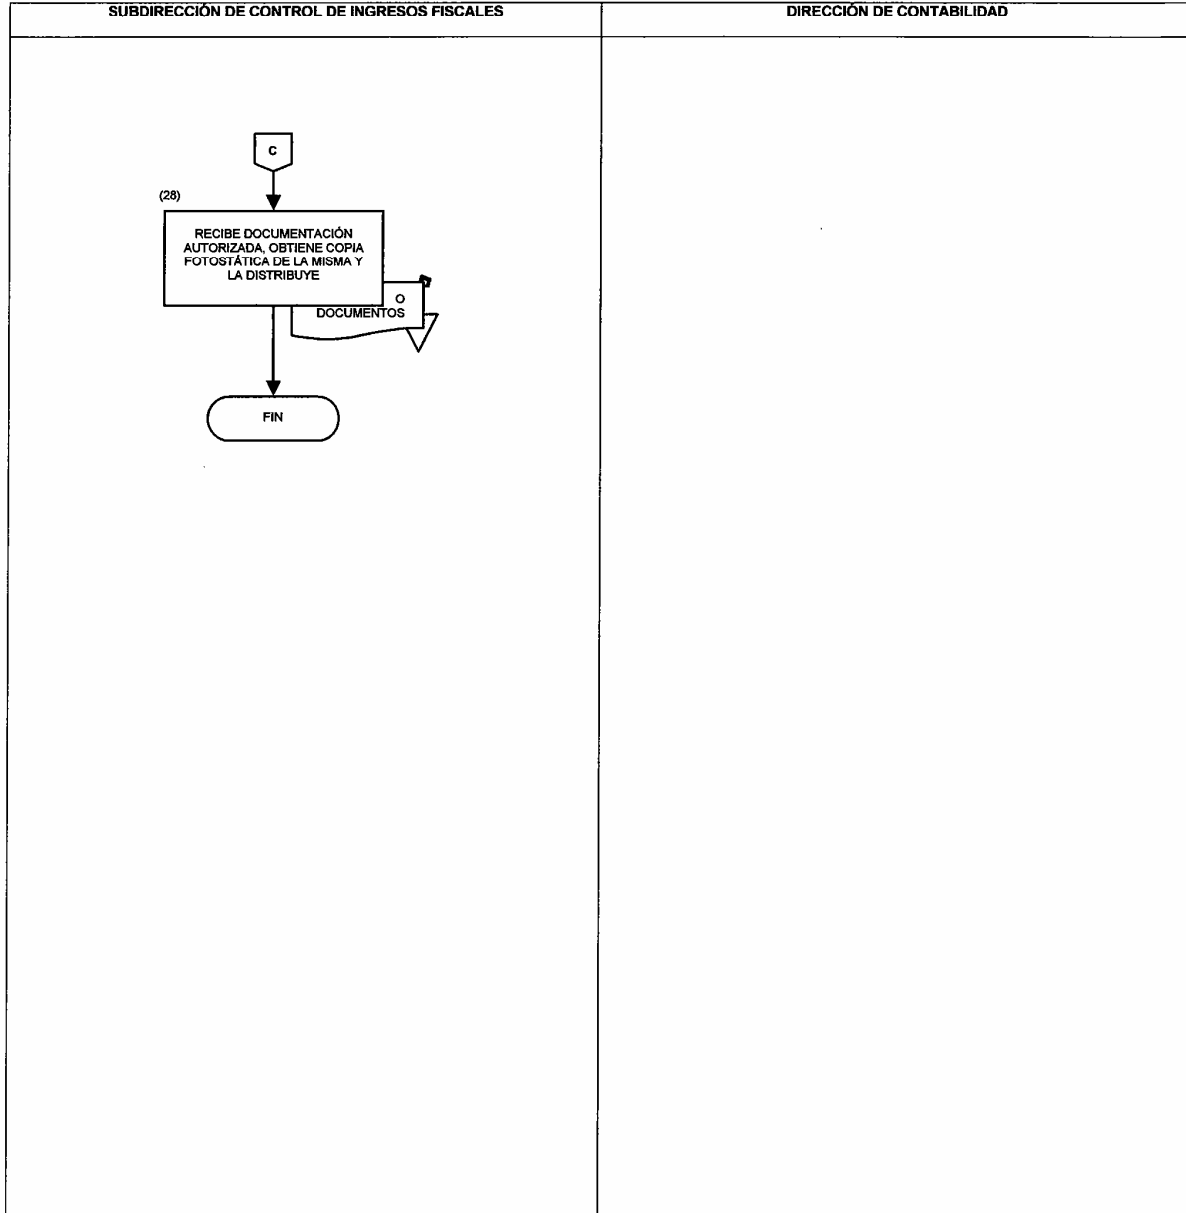 SUBDIRECCIÓN DE CONTROL DE INGRESOS FISCALES
DIRECCIÓN DE CONTABILIDAD
C
(28)
RECIBE DOCUMENTACIÓN
AUTORIZADA, OBTIENE COPIA
FOTOSTÁTICA DE LA MISMA Y
LA DISTRIBUYE
O
DOCUMENTOS
FIN